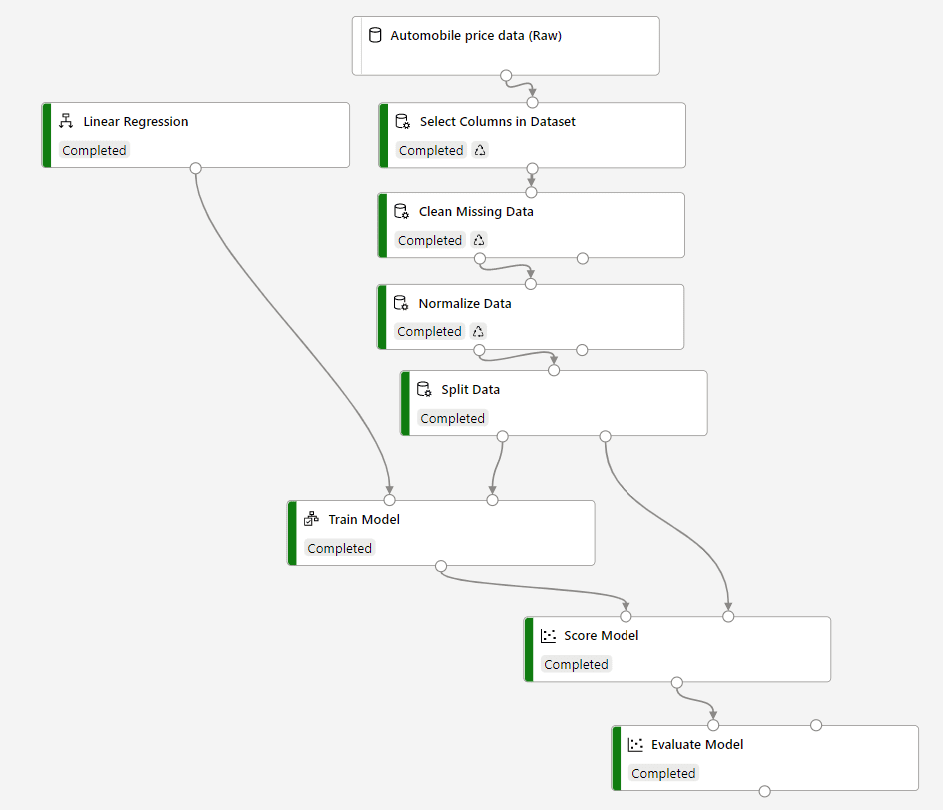 Automobile price data (Raw)
Linear Regression
Completed
Select Columns in Dataset
Completed
Clean Missing Data
Completed
Normalize Data
Completed
Split Data
Completed
Train Model
Completed
Score Model
Completed
Evaluate Model
Completed